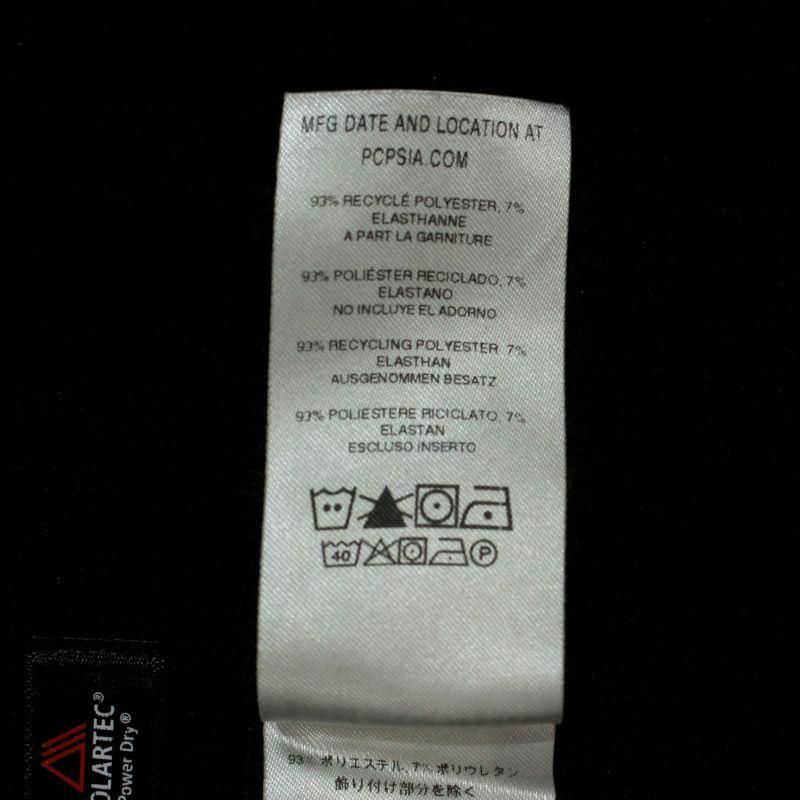 MFG DATE AND LOCATION AT
PCPSIA.COM
93% RECYCLÉ POLYESTER, 7%
ELASTHANNE
A PART LA GARNITURE
93% POLIÉSTER RECICLADO, 7%
ELASTANO
NO INCLUYE EL ADORNO
93% RECYCLING POLYESTER 7%
ELASTHAN
AUSGENOMMEN BESATZ
93% POLIESTERE RICICLATO, 7%
ELASTAN
ESCLUSO INSERTO
40
P
93% ポリエステル, 7% ポリウレタン
飾り付け部分を除く
OLARTEC®
Power Dry®